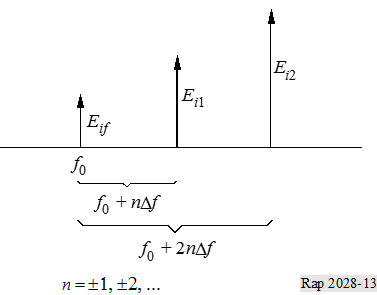 E_{i2}
E_{i1}
E_{if}
f_0
f_0 + nΔf
f_0 + 2nΔf
n = ±1, ±2, ...
Rap 2028-13